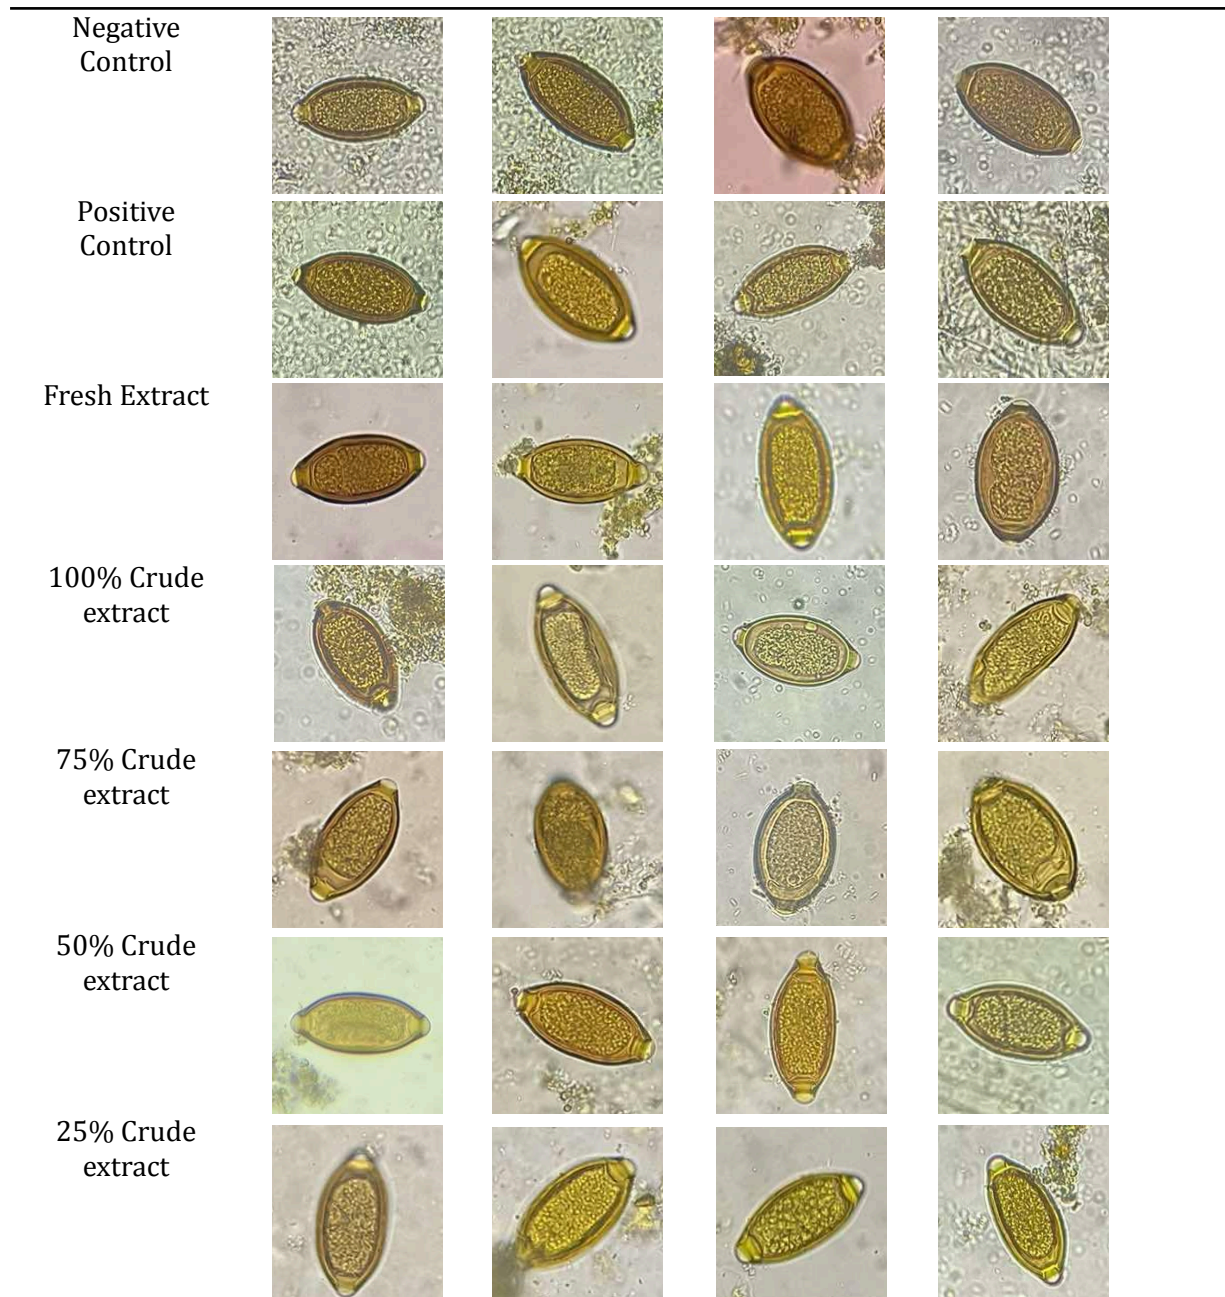 Negative
Control
Positive
Control
Fresh Extract
100% Crude
extract
75% Crude
extract
50% Crude
extract
25% Crude
extract